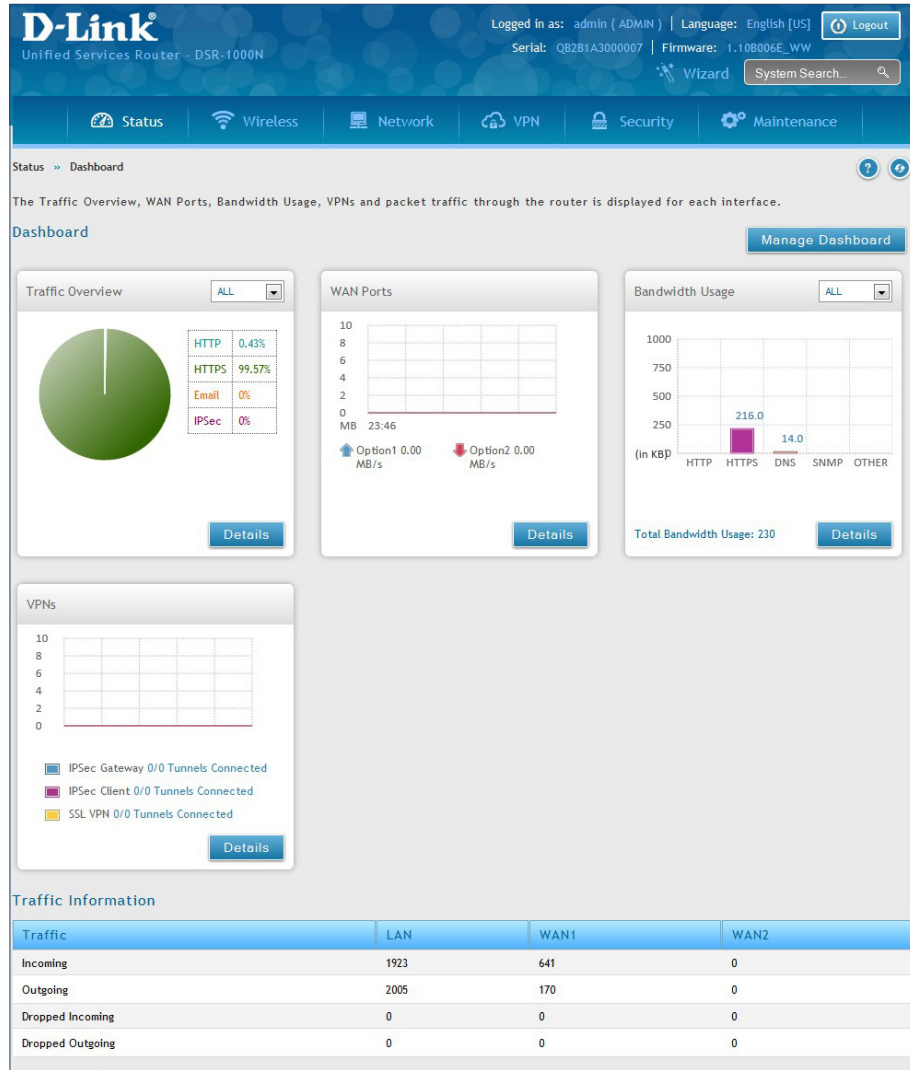 D-Link®
Unified Services Router - DSR-1000N
Logged in as: admin ( ADMIN ) | Language: English [US]
Logout
Serial: QB2B1A3000007 | Firmware: 1.10B006E_WW
Wizard
System Search...
Status
Wireless
Network
VPN
Security
Maintenance
Status » Dashboard
?
The Traffic Overview, WAN Ports, Bandwidth Usage, VPNs and packet traffic through the router is displayed for each interface.
Dashboard
Manage Dashboard
Traffic Overview
ALL
HTTP 0.43%
HTTPS 99.57%
Email 0%
IPSec 0%
Details
WAN Ports
10
8
6
4
2
0
MB 23:46
Option1 0.00 MB/s
Option2 0.00 MB/s
Details
Bandwidth Usage
ALL
1000
750
500
250
0
(in KB)
216.0
14.0
HTTP HTTPS DNS SNMP OTHER
Total Bandwidth Usage: 230
Details
VPNs
10
8
6
4
2
0
IPSec Gateway 0/0 Tunnels Connected
IPSec Client 0/0 Tunnels Connected
SSL VPN 0/0 Tunnels Connected
Details
Traffic Information
Traffic LAN WAN1 WAN2
Incoming 1923 641 0
Outgoing 2005 170 0
Dropped Incoming 0 0 0
Dropped Outgoing 0 0 0